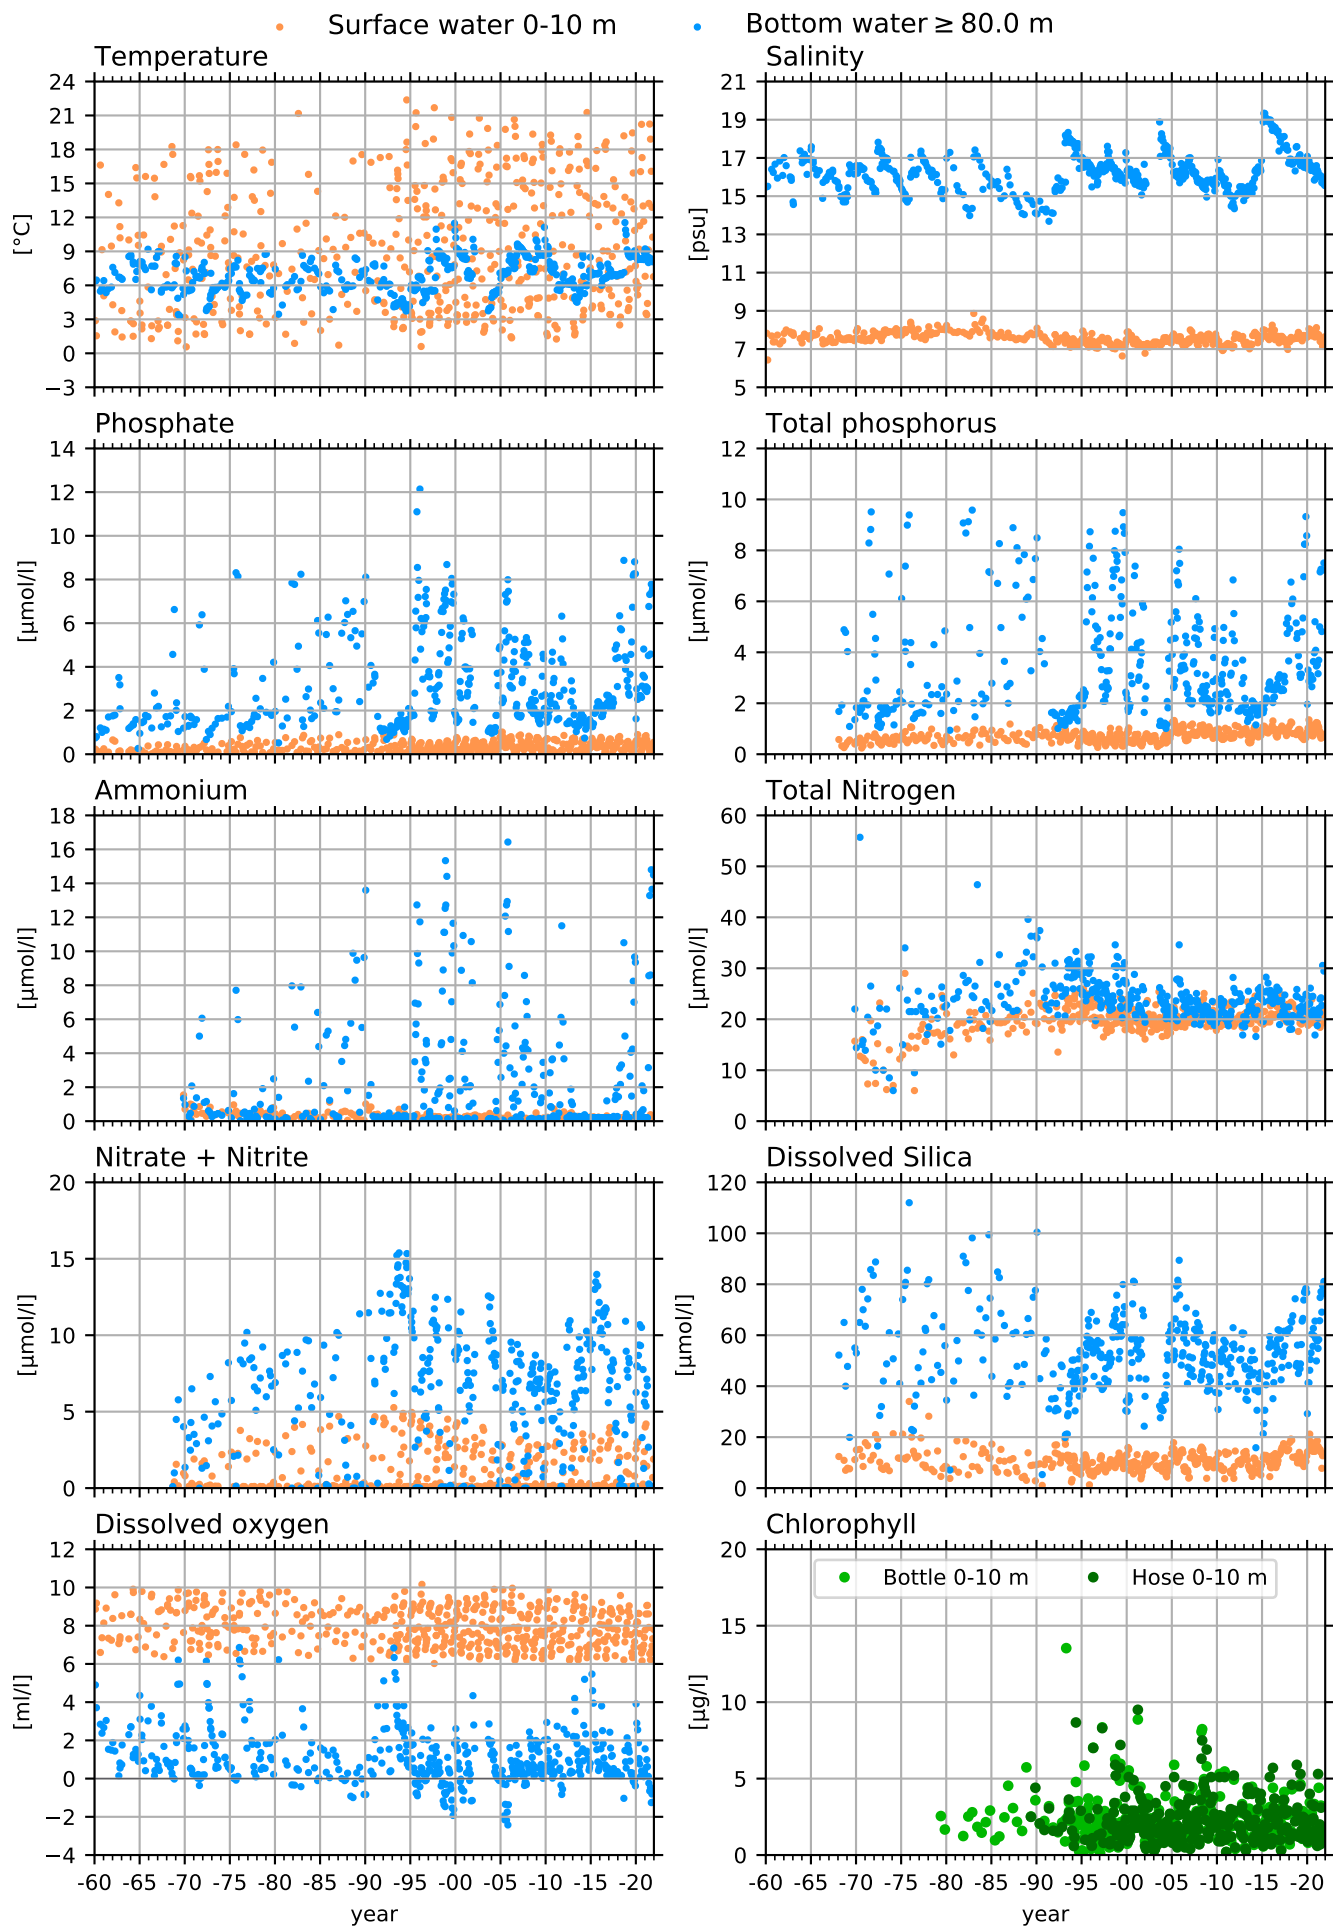 Surface water 0-10 m
Bottom water ≥ 80.0 m
Temperature
24
21
18
15
12
9
6
3
0
−3
[°C]
Salinity
21
19
17
15
13
11
9
7
5
[psu]
Phosphate
14
12
10
8
6
4
2
0
[µmol/l]
Total phosphorus
12
10
8
6
4
2
0
[µmol/l]
Ammonium
18
16
14
12
10
8
6
4
2
0
[µmol/l]
Total Nitrogen
60
50
40
30
20
10
0
[µmol/l]
Nitrate + Nitrite
20
15
10
5
0
[µmol/l]
Dissolved Silica
120
100
80
60
40
20
0
[µmol/l]
Dissolved oxygen
12
10
8
6
4
2
0
−2
−4
[ml/l]
-60 -70 -75 -85 -90 -95 -00 -10 -15 -20
year
Chlorophyll
Bottle 0-10 m
Hose 0-10 m
20
15
10
5
0
[µg/l]
-60 -70 -75 -85 -90 -95 -00 -10 -15 -20
year